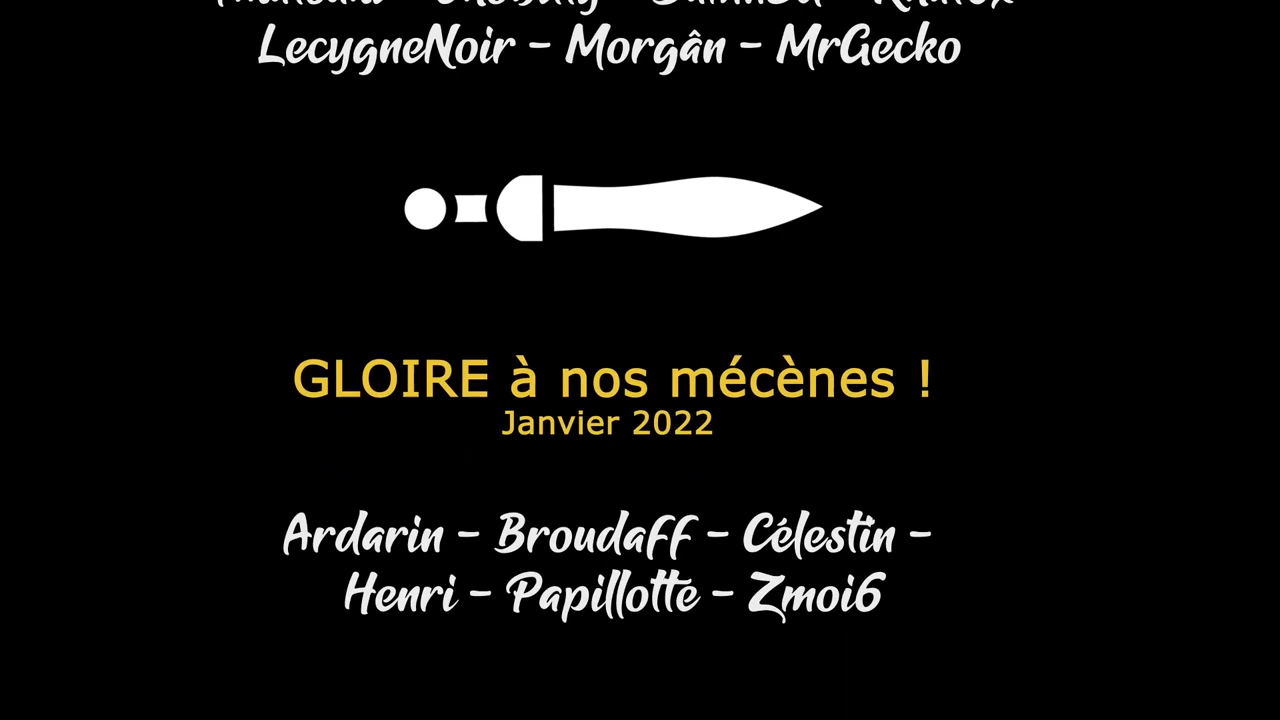 LecygneNoir - Morgân - MrGecko
GLOIRE à nos mécènes !
Janvier 2022
Ardarin - Broudaff - Célestin -
Henri - Papillotte - Zmoi6